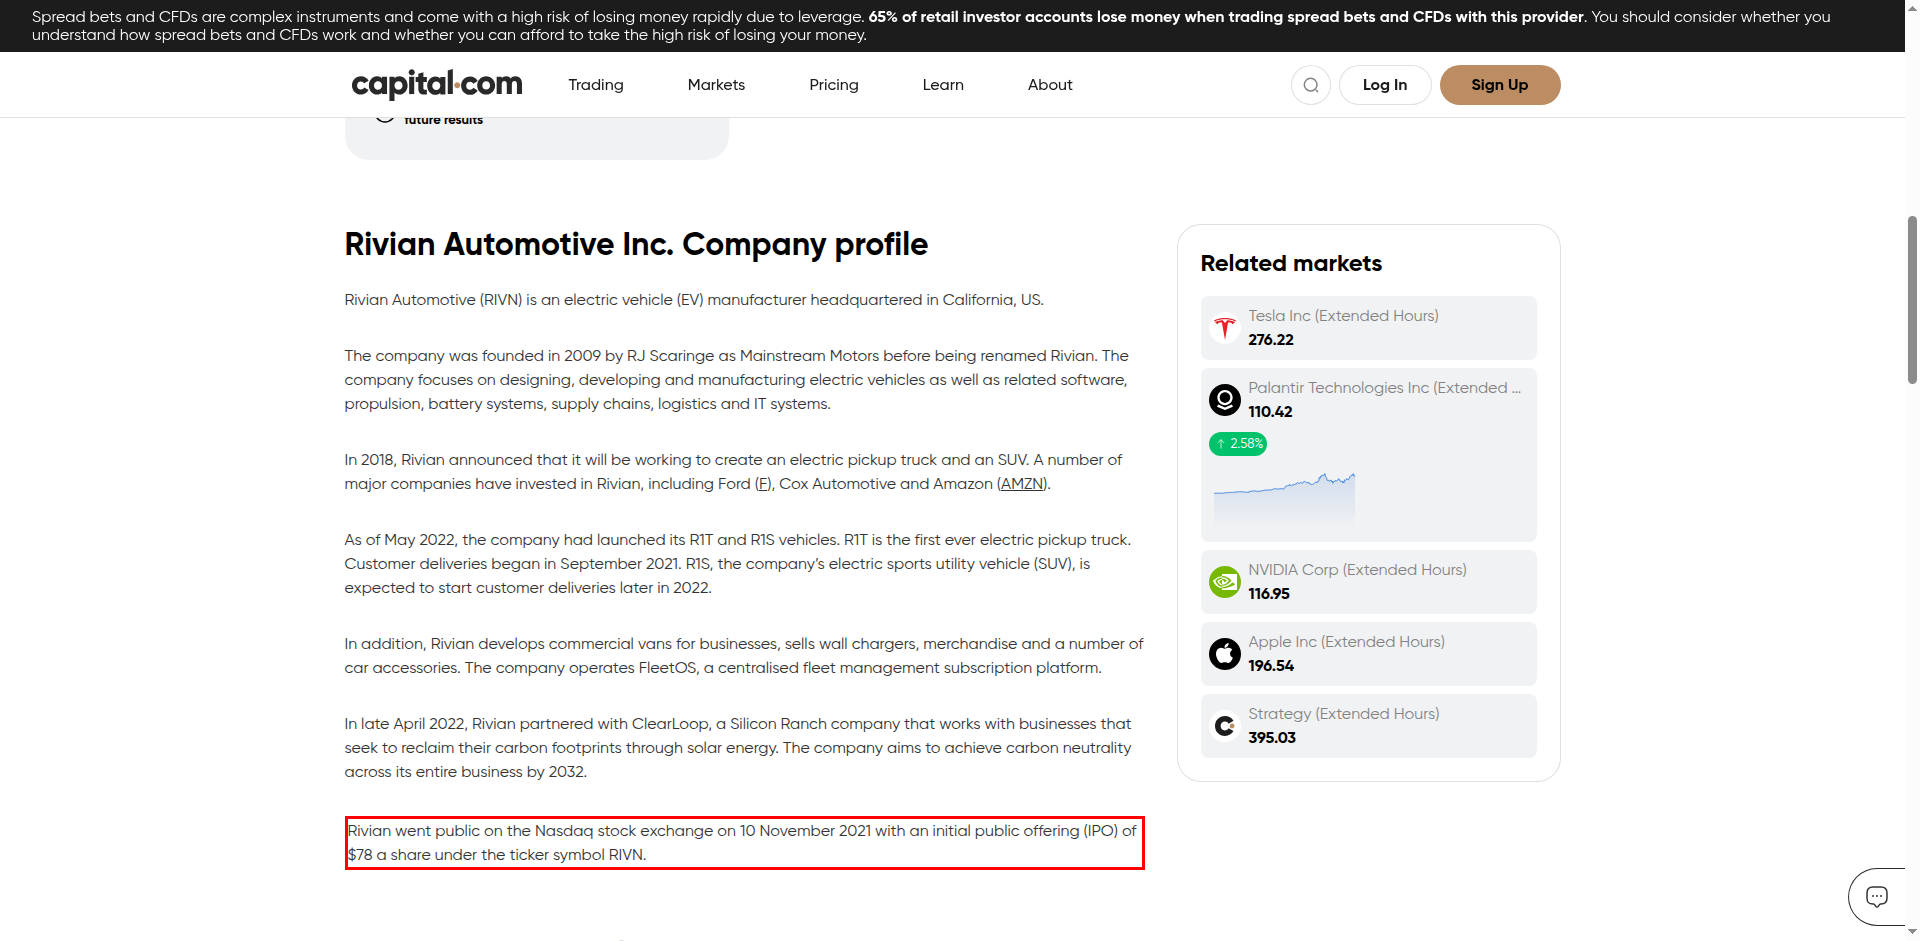 Spread bets and CFDs are complex instruments and come with a high risk of losing money rapidly due to leverage. 65% of retail investor accounts lose money when trading spread bets and CFDs with this provider. You should consider whether you
understand how spread bets and CFDs work and whether you can afford to take the high risk of losing your money.
capital.com
Trading
Markets
Pricing
Learn
About
Log In
Sign Up
future results
Rivian Automotive Inc. Company profile
Rivian Automotive (RIVN) is an electric vehicle (EV) manufacturer headquartered in California, US.
The company was founded in 2009 by RJ Scaringe as Mainstream Motors before being renamed Rivian. The
company focuses on designing, developing and manufacturing electric vehicles as well as related software,
propulsion, battery systems, supply chains, logistics and IT systems.
In 2018, Rivian announced that it will be working to create an electric pickup truck and an SUV. A number of
major companies have invested in Rivian, including Ford (F), Cox Automotive and Amazon (AMZN).
As of May 2022, the company had launched its R1T and R1S vehicles. R1T is the first ever electric pickup truck.
Customer deliveries began in September 2021. R1S, the company’s electric sports utility vehicle (SUV), is
expected to start customer deliveries later in 2022.
In addition, Rivian develops commercial vans for businesses, sells wall chargers, merchandise and a number of
car accessories. The company operates FleetOS, a centralised fleet management subscription platform.
In late April 2022, Rivian partnered with ClearLoop, a Silicon Ranch company that works with businesses that
seek to reclaim their carbon footprints through solar energy. The company aims to achieve carbon neutrality
across its entire business by 2032.
Rivian went public on the Nasdaq stock exchange on 10 November 2021 with an initial public offering (IPO) of
$78 a share under the ticker symbol RIVN.
Related markets
Tesla Inc (Extended Hours)
276.22
Palantir Technologies Inc (Extended ...
110.42
↑ 2.58%
NVIDIA Corp (Extended Hours)
116.95
Apple Inc (Extended Hours)
196.54
Strategy (Extended Hours)
395.03